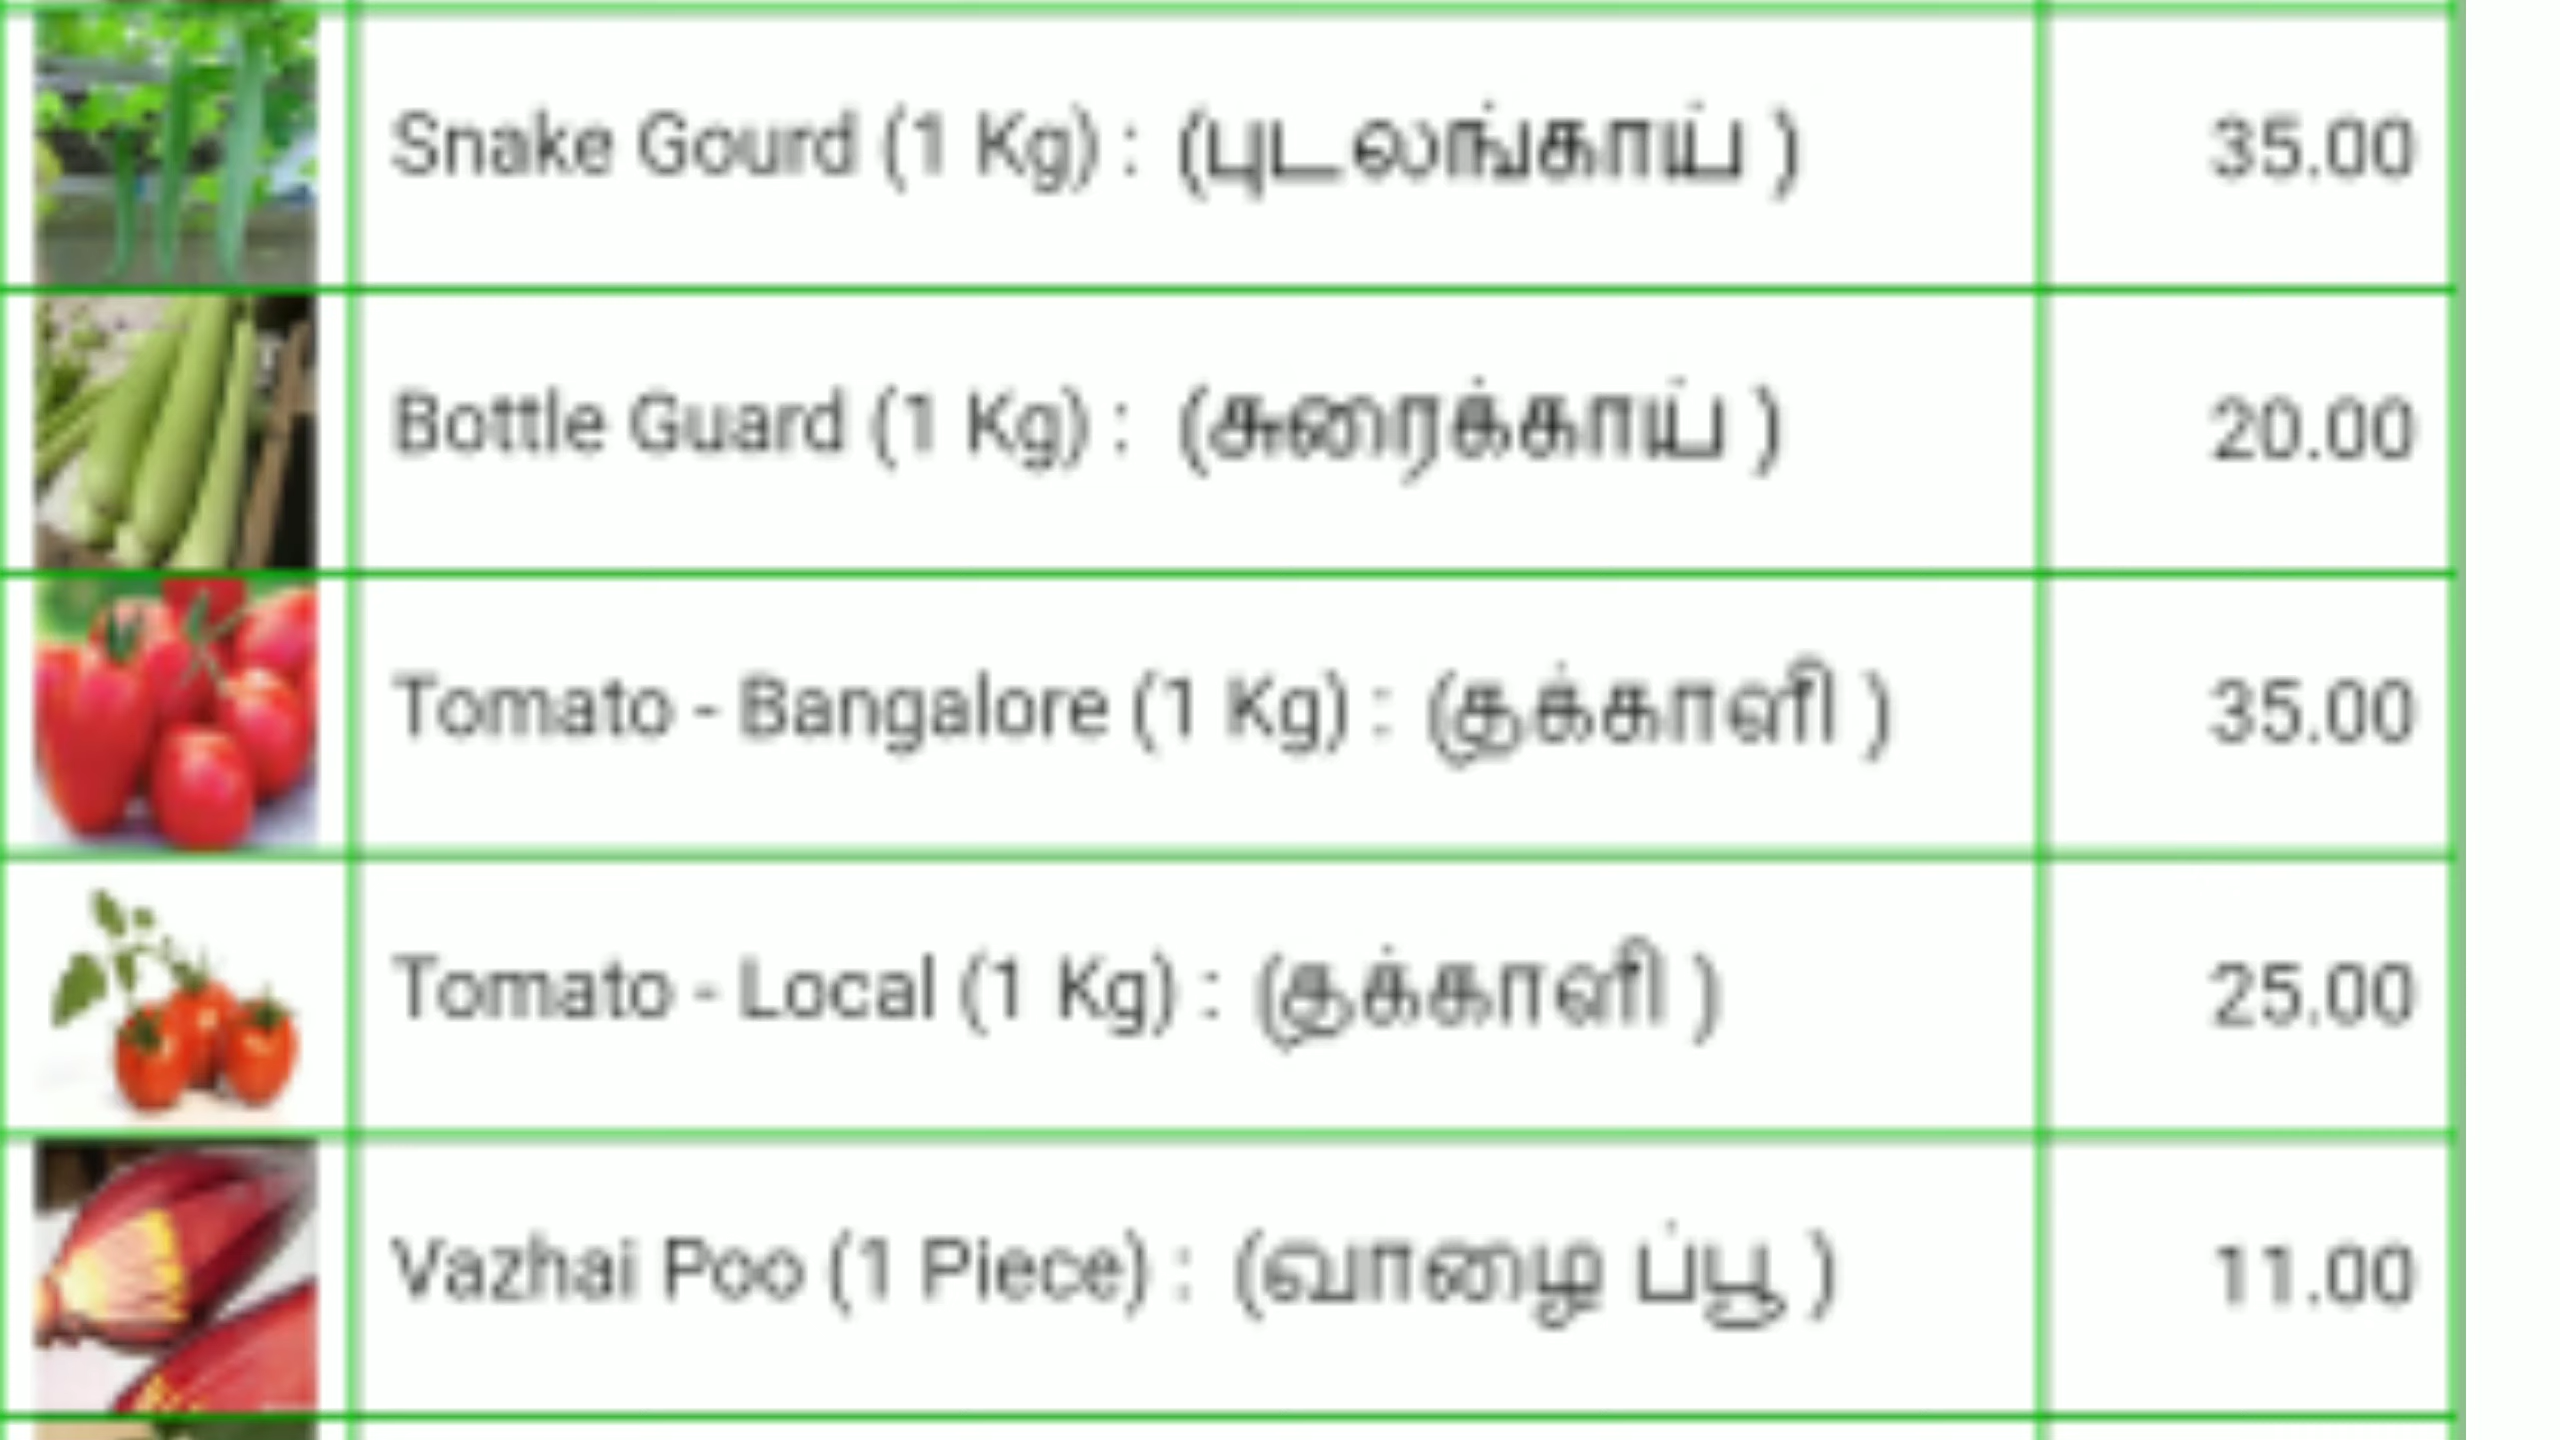 Snake Gourd (1 Kg) : (புடலங்காய் ) 35.00
Bottle Guard (1 Kg) : (சுரைக்காய் ) 20.00
Tomato - Bangalore (1 Kg) : (தக்காளி ) 35.00
Tomato - Local (1 Kg) : (தக்காளி ) 25.00
Vazhai Poo (1 Piece) : (வாழை ப்பூ ) 11.00